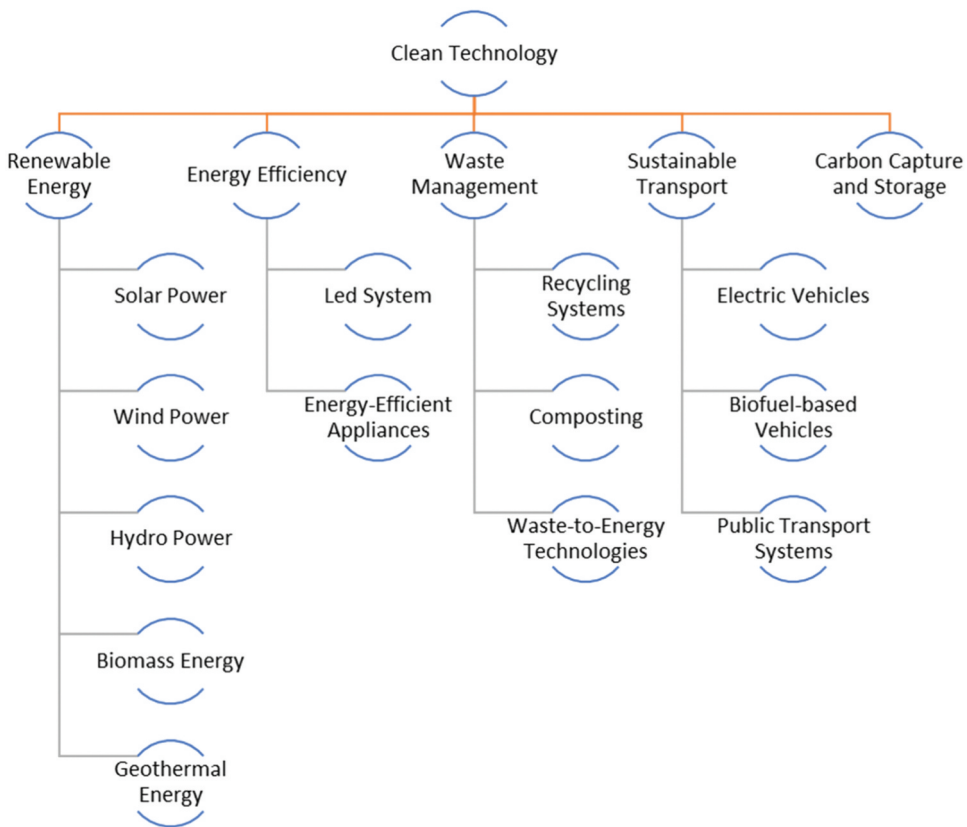 Clean Technology
Renewable
Energy
Energy Efficiency
Waste
Management
Sustainable
Transport
Carbon Capture
and Storage
Solar Power
Led System
Recycling
Systems
Electric Vehicles
Wind Power
Energy-Efficient
Appliances
Composting
Biofuel-based
Vehicles
Hydro Power
Waste-to-Energy
Technologies
Public Transport
Systems
Biomass Energy
Geothermal
Energy